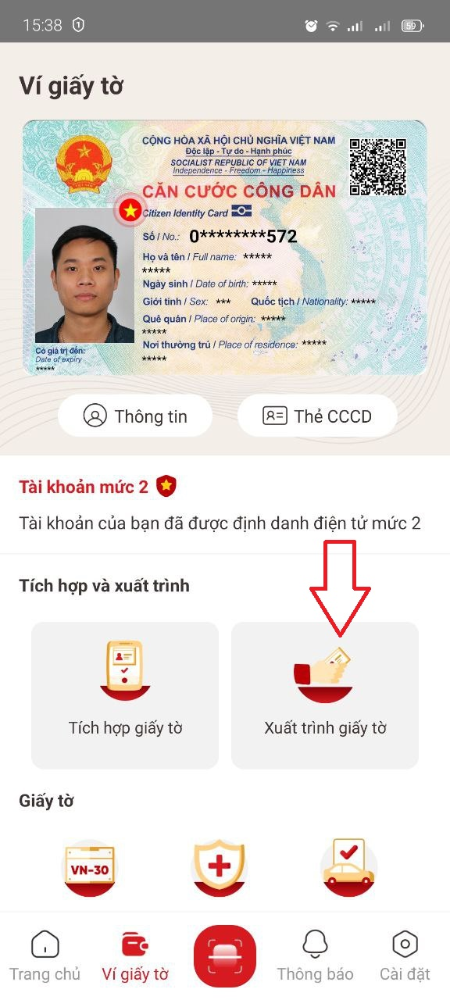 15:38
59
Ví giấy tờ
CỘNG HÒA XÃ HỘI CHỦ NGHĨA VIỆT NAM
Độc lập - Tự do - Hạnh phúc
SOCIALIST REPUBLIC OF VIET NAM
Independence - Freedom - Happiness
CĂN CƯỚC CÔNG DÂN
Citizen Identity Card
Số / No.: 0********572
Họ và tên / Full name: *****
*****
Ngày sinh / Date of birth: *****
Giới tính / Sex: *** Quốc tịch / Nationality: *****
Quê quán / Place of origin: *****
*****
Nơi thường trú / Place of residence: *****
*****
Có giá trị đến:
Date of expiry
*****
Thông tin
Thẻ CCCD
Tài khoản mức 2
Tài khoản của bạn đã được định danh điện tử mức 2
Tích hợp và xuất trình
Tích hợp giấy tờ
Xuất trình giấy tờ
Giấy tờ
VN-30
Trang chủ
Ví giấy tờ
Thông báo
Cài đặt